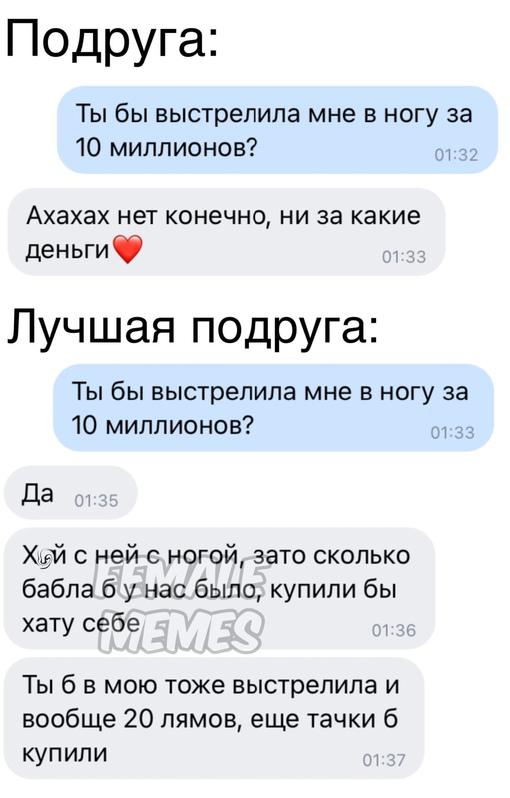 Подруга:
Ты бы выстрелила мне в ногу за
10 миллионов?
01:32
Ахахах нет конечно, ни за какие
деньги❤️
01:33
Лучшая подруга:
Ты бы выстрелила мне в ногу за
10 миллионов?
01:33
Да 01:35
Х й с ней с ногой, зато сколько
бабла б у нас было, купили бы
хату себе
01:36
FEMALE
MEMES
Ты б в мою тоже выстрелила и
вообще 20 лямов, еще тачки б
купили
01:37